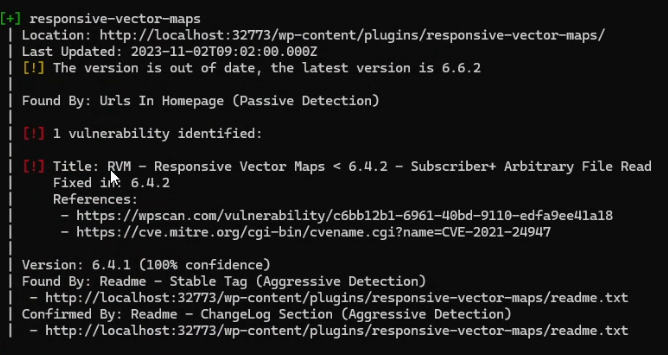 [+] responsive-vector-maps
| Location: http://localhost:32773/wp-content/plugins/responsive-vector-maps/
| Last Updated: 2023-11-02T09:02:00.000Z
| [!] The version is out of date, the latest version is 6.6.2
|
| Found By: Urls In Homepage (Passive Detection)
|
| [!] 1 vulnerability identified:
|
| [!] Title: RVM - Responsive Vector Maps < 6.4.2 - Subscriber+ Arbitrary File Read
|     Fixed in: 6.4.2
|     References:
|      - https://wpscan.com/vulnerability/c6bb12b1-6961-40bd-9110-edfa9ee41a18
|      - https://cve.mitre.org/cgi-bin/cvename.cgi?name=CVE-2021-24947
|
| Version: 6.4.1 (100% confidence)
| Found By: Readme - Stable Tag (Aggressive Detection)
|  - http://localhost:32773/wp-content/plugins/responsive-vector-maps/readme.txt
| Confirmed By: Readme - ChangeLog Section (Aggressive Detection)
|  - http://localhost:32773/wp-content/plugins/responsive-vector-maps/readme.txt